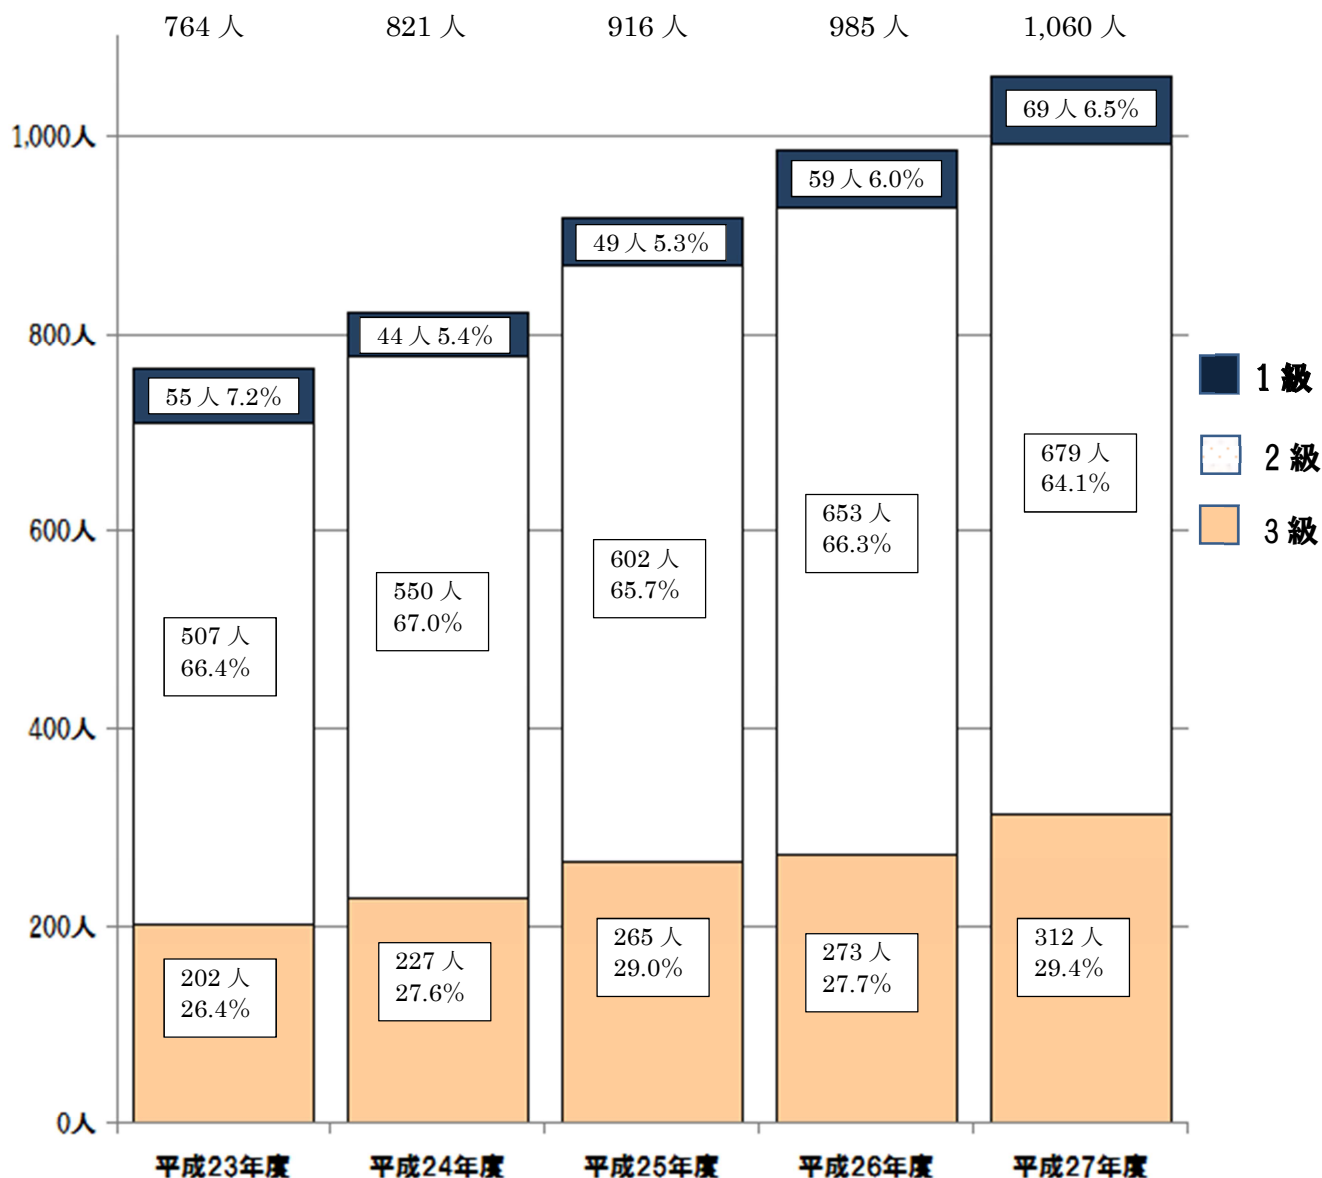 764 人
821 人
916 人
985 人
1,060 人
1,000人
800人
600人
400人
200人
0人
55 人 7.2%
507 人
66.4%
202 人
26.4%
44 人 5.4%
550 人
67.0%
227 人
27.6%
49 人 5.3%
602 人
65.7%
265 人
29.0%
59 人 6.0%
653 人
66.3%
273 人
27.7%
69 人 6.5%
679 人
64.1%
312 人
29.4%
1 級
2 級
3 級
平成23年度
平成24年度
平成25年度
平成26年度
平成27年度